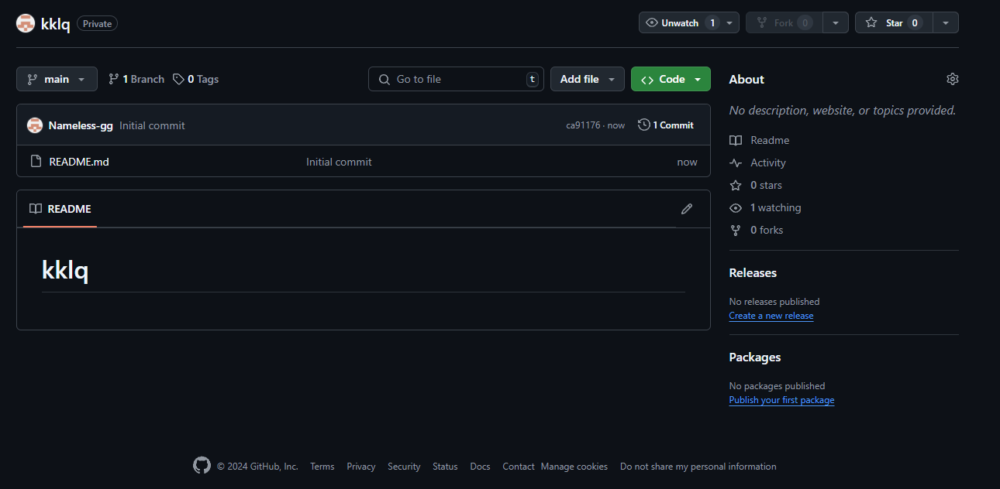 kklq Private Unwatch 1 Fork 0 Star 0
main 1 Branch 0 Tags Go to file t Add file Code
Nameless-gg Initial commit ca91176 · now 1 Commit
README.md Initial commit now
README
kklq
About
No description, website, or topics provided.
Readme
Activity
0 stars
1 watching
0 forks
Releases
No releases published
Create a new release
Packages
No packages published
Publish your first package
© 2024 GitHub, Inc. Terms Privacy Security Status Docs Contact Manage cookies Do not share my personal information